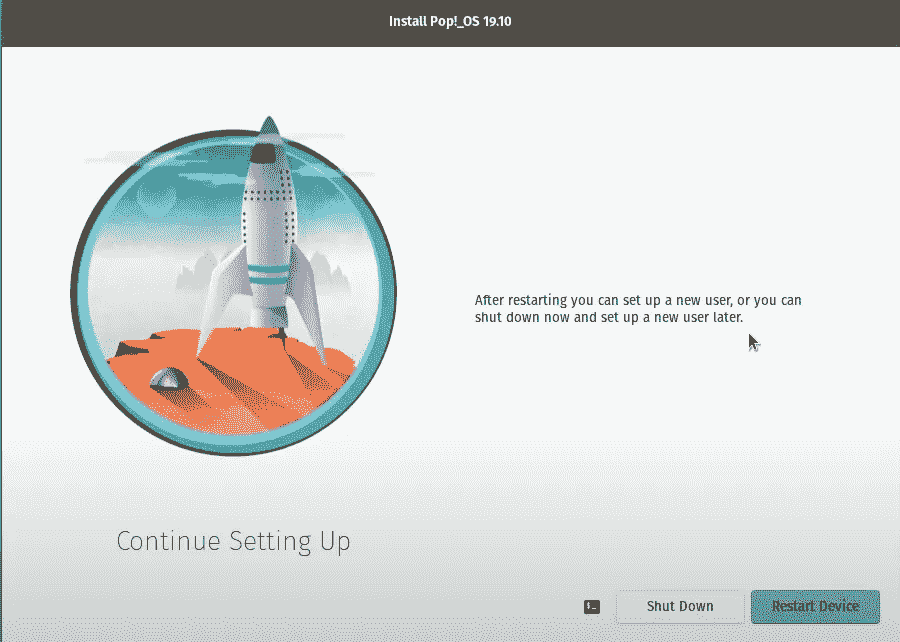 Install Pop!_OS 19.10
After restarting you can set up a new user, or you can
shut down now and set up a new user later.
Continue Setting Up
Shut Down
Restart Device